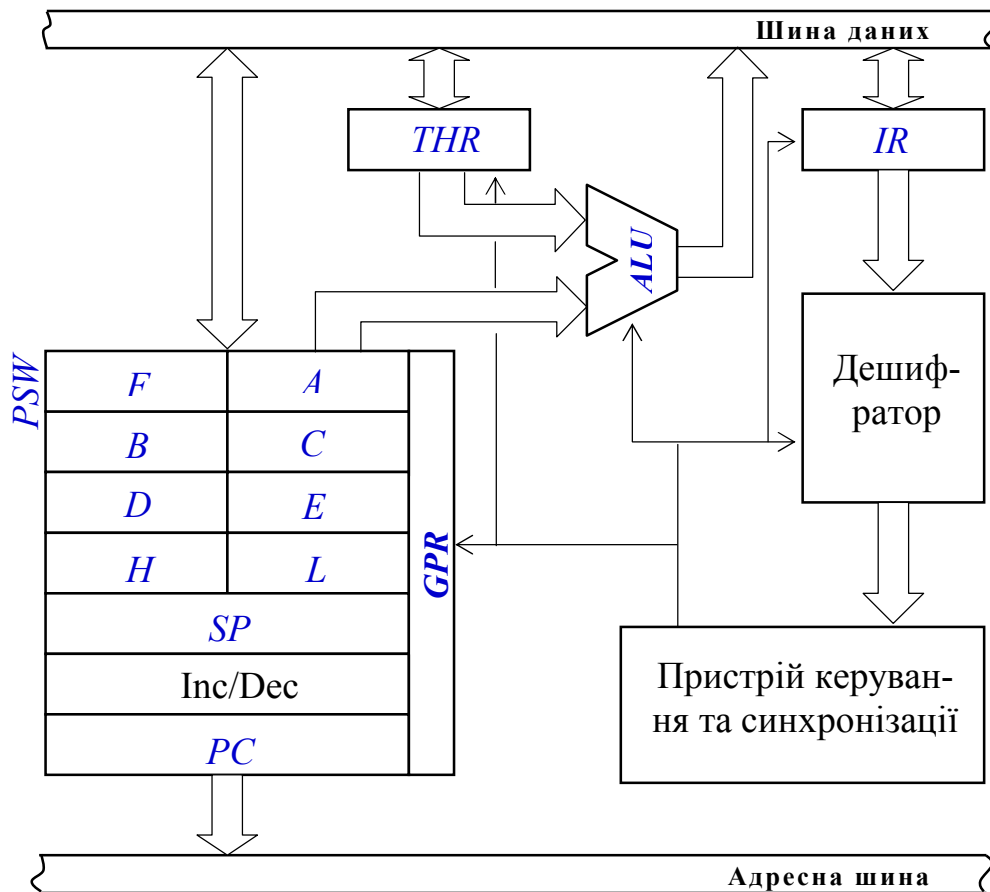 Шина даних
THR
IR
ALU
PSW
F
A
B
C
D
E
H
L
GPR
SP
Inc/Dec
PC
Дешиф-
ратор
Пристрій керуван-
ня та синхронізації
Адресна шина